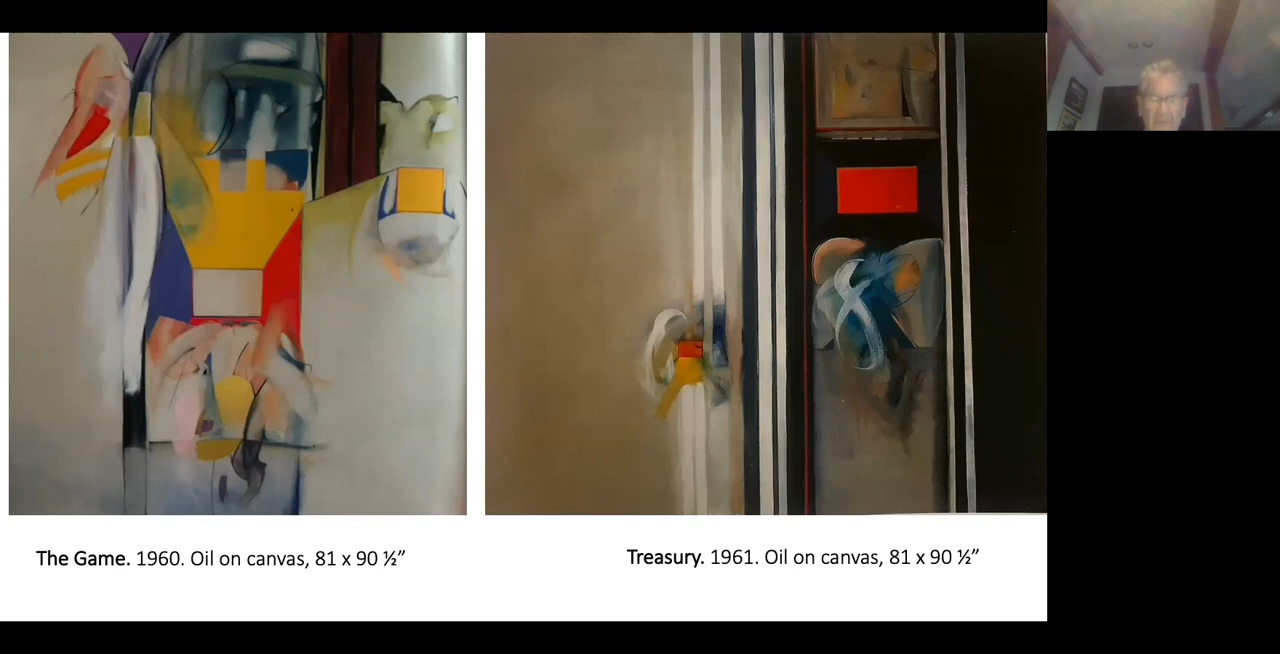 The Game. 1960. Oil on canvas, 81 x 90 ½”
Treasury. 1961. Oil on canvas, 81 x 90 ½”